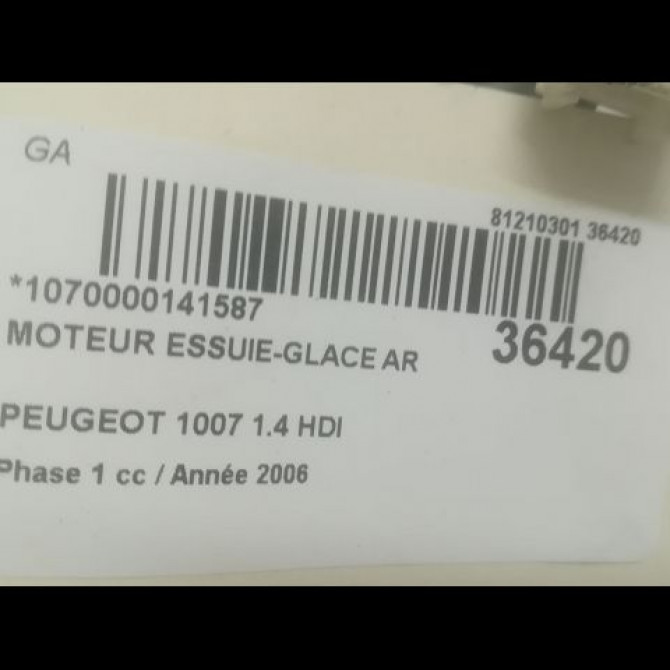 GA
81210301 36420
*1070000141587
36420
MOTEUR ESSUIE-GLACE AR
PEUGEOT 1007 1.4 HDI
Phase 1 cc / Année 2006